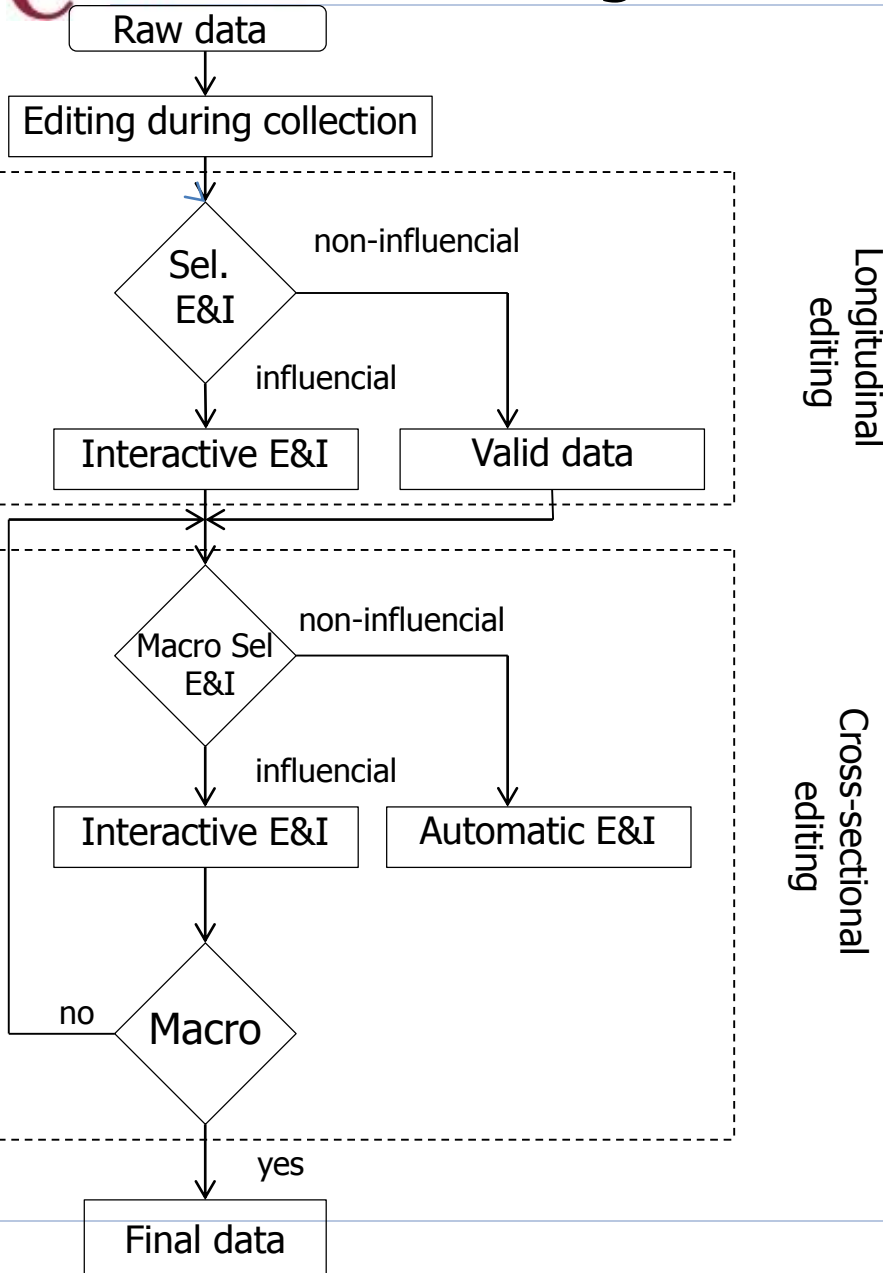 Raw data
Editing during collection
Sel.
E&I
non-influencial
influencial
Interactive E&I
Valid data
Longitudinal
editing
Macro Sel
E&I
non-influencial
influencial
Interactive E&I
Automatic E&I
Cross-sectional
editing
no
Macro
yes
Final data